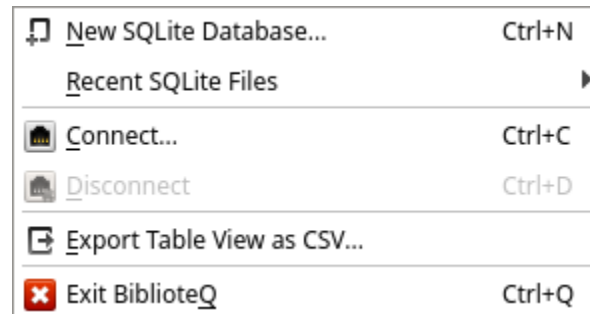 New SQLite Database... Ctrl+N
Recent SQLite Files
Connect... Ctrl+C
Disconnect Ctrl+D
Export Table View as CSV...
Exit BiblioteQ Ctrl+Q